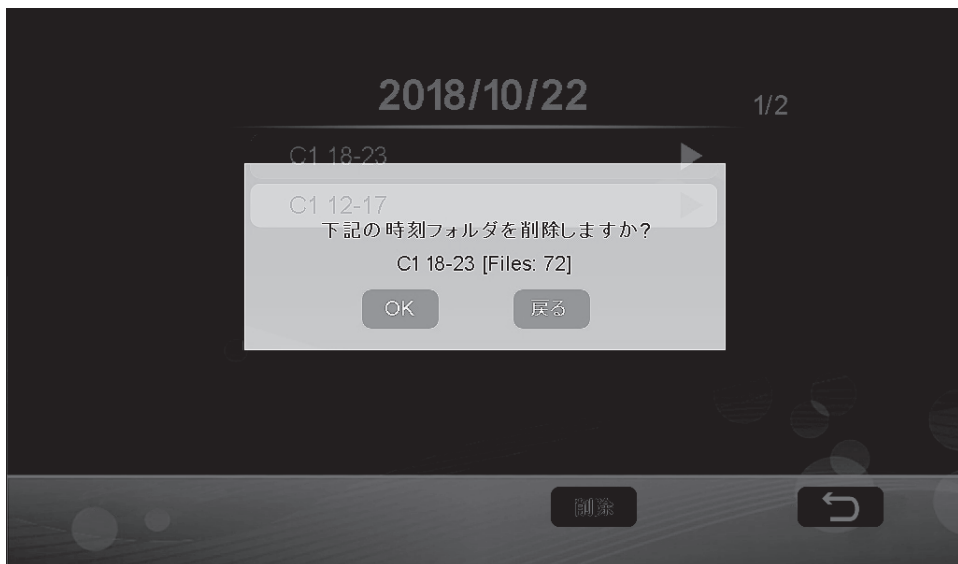 2018/10/22
1/2
C1 18-23
C1 12-17
下記の時刻フォルダを削除しますか?
C1 18-23 [Files: 72]
OK
戻る
削除